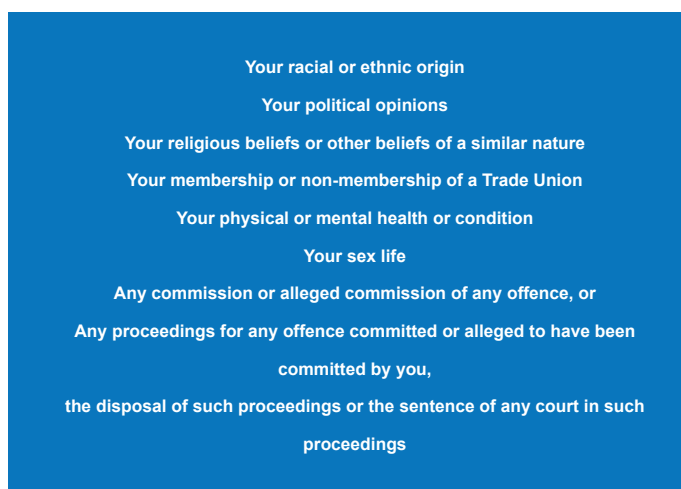 Your racial or ethnic origin
Your political opinions
Your religious beliefs or other beliefs of a similar nature
Your membership or non-membership of a Trade Union
Your physical or mental health or condition
Your sex life
Any commission or alleged commission of any offence, or
Any proceedings for any offence committed or alleged to have been
committed by you,
the disposal of such proceedings or the sentence of any court in such
proceedings